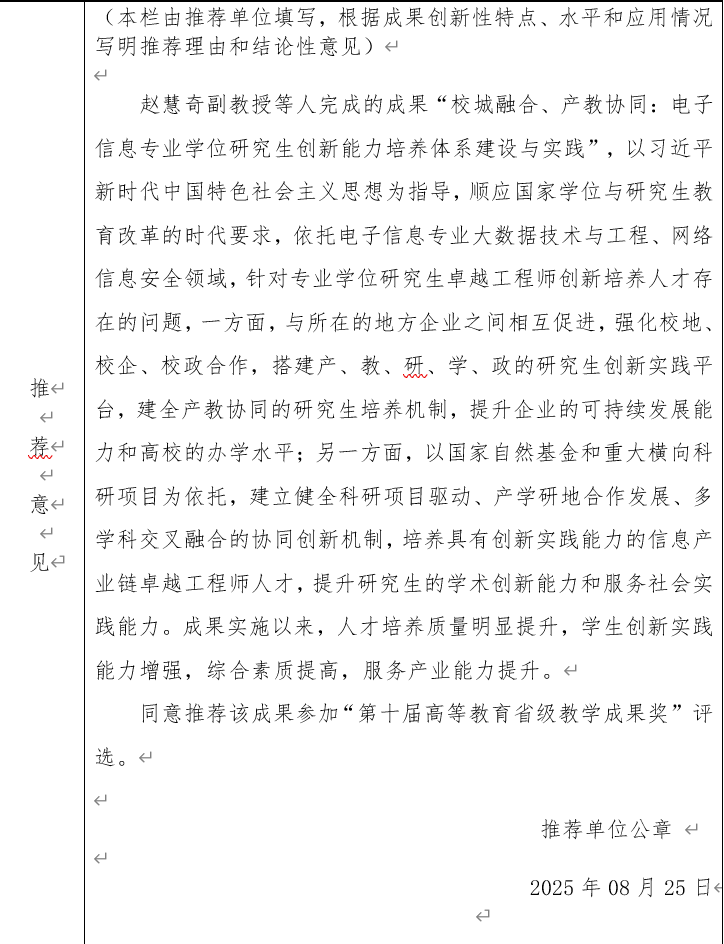 （本栏由推荐单位填写，根据成果创新性特点、水平和应用情况
写明推荐理由和结论性意见）
赵慧奇副教授等人完成的成果“校城融合、产教协同：电子
信息专业学位研究生创新能力培养体系建设与实践”，以习近平
新时代中国特色社会主义思想为指导，顺应国家学位与研究生教
育改革的时代要求，依托电子信息专业大数据技术与工程、网络
信息安全领域，针对专业学位研究生卓越工程师创新培养人才存
在的问题，一方面，与所在的地方企业之间相互促进，强化校地、
校企、校政合作，搭建产、教、研、学、政的研究生创新实践平
台，建全产教协同的研究生培养机制，提升企业的可持续发展能
力和高校的办学水平；另一方面，以国家自然基金和重大横向科
研项目为依托，建立健全科研项目驱动、产学研地合作发展、多
学科交叉融合的协同创新机制，培养具有创新实践能力的信息产
业链卓越工程师人才，提升研究生的学术创新能力和服务社会实
践能力。成果实施以来，人才培养质量明显提升，学生创新实践
能力增强，综合素质提高，服务产业能力提升。
同意推荐该成果参加“第十届高等教育省级教学成果奖”评
选。
推荐单位公章
2025 年 08 月 25 日
推
荐
意
见